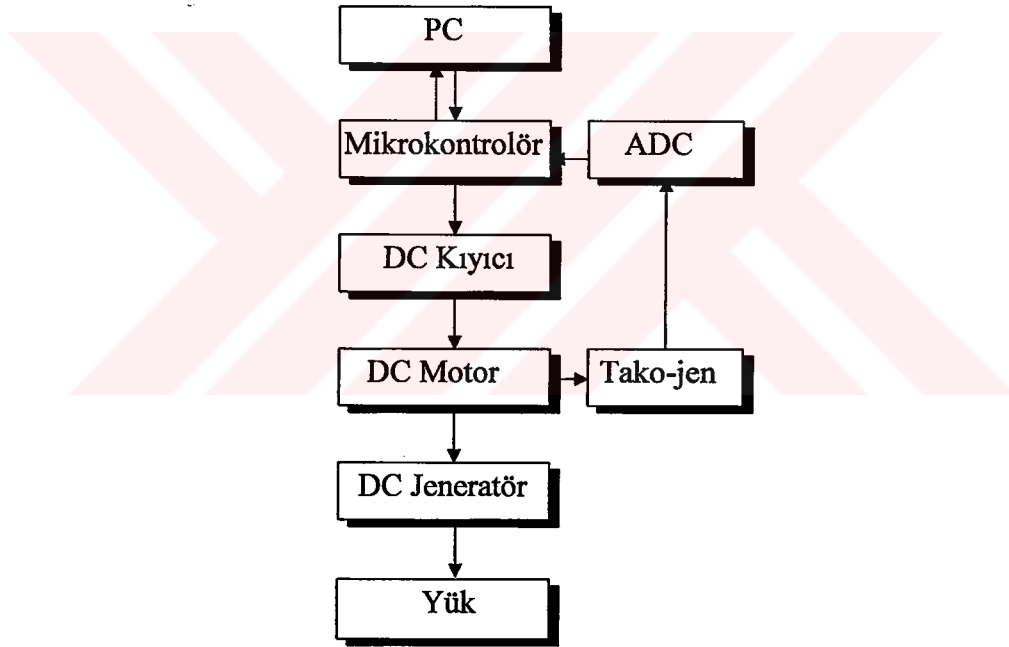 PC
Mikrokontrolör
ADC
DC Kıyıcı
DC Motor
Tako-jen
DC Jeneratör
Yük